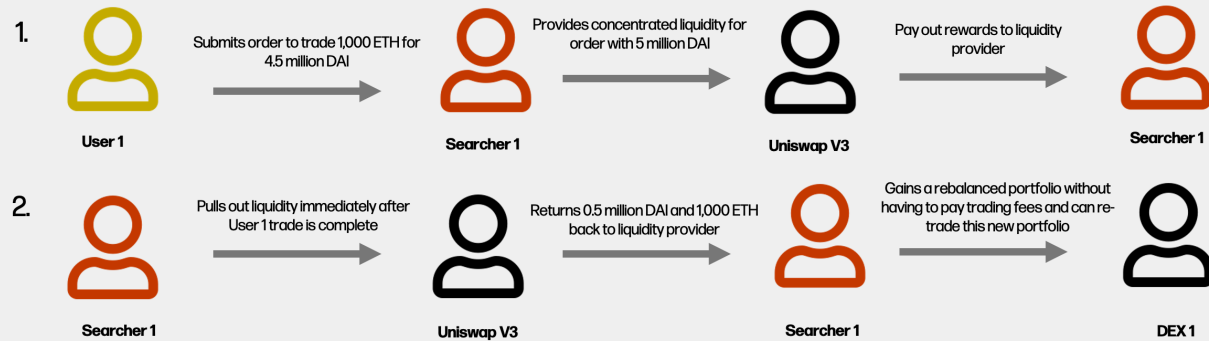 1.
Submits order to trade 1,000 ETH for
4.5 million DAI
Provides concentrated liquidity for
order with 5 million DAI
Pay out rewards to liquidity
provider
User 1
Searcher 1
Uniswap V3
Searcher 1
2.
Pulls out liquidity immediately after
User 1 trade is complete
Returns 0.5 million DAI and 1,000 ETH
back to liquidity provider
Gains a rebalanced portfolio without
having to pay trading fees and can re-
trade this new portfolio
Searcher 1
Uniswap V3
Searcher 1
DEX 1